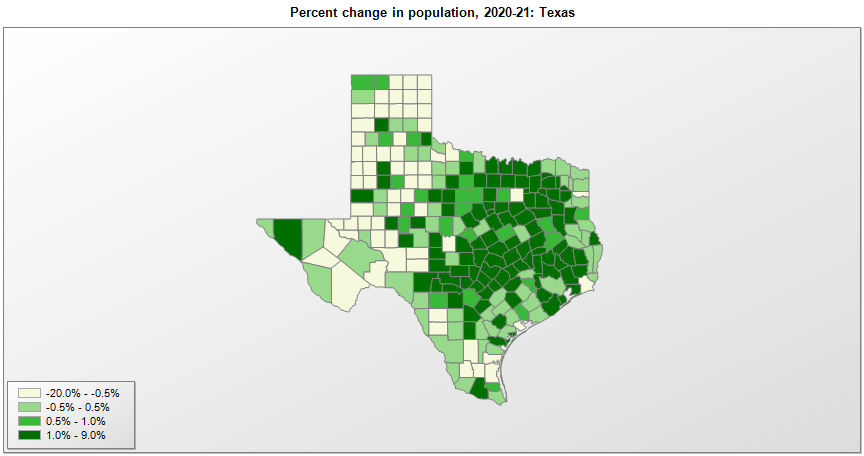 Percent change in population, 2020-21: Texas
-20.0% - -0.5%
-0.5% - 0.5%
0.5% - 1.0%
1.0% - 9.0%